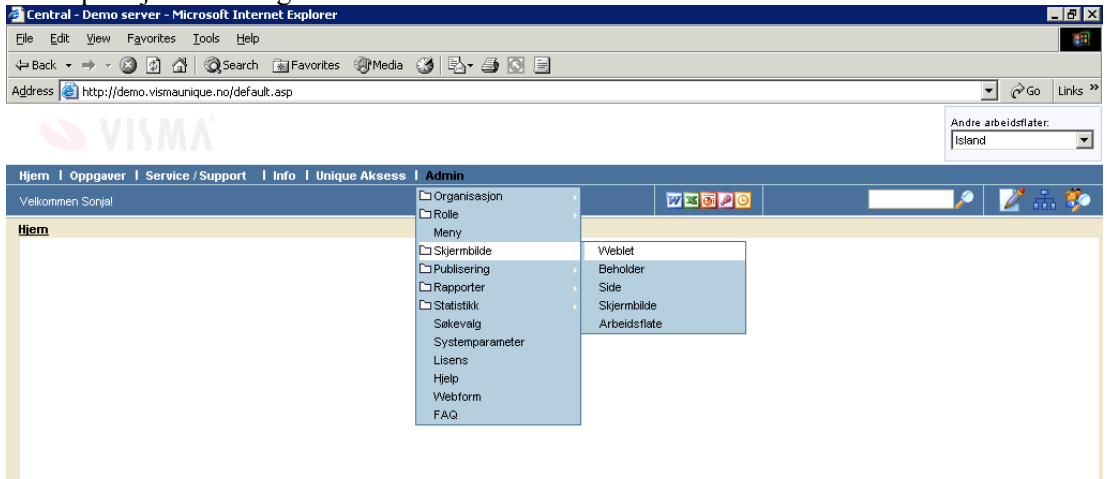 Central - Demo server - Microsoft Internet Explorer
File Edit View Favorites Tools Help
Back Search Favorites Media
Address http://demo.vismaunique.no/default.asp Go Links »
VISMA
Andre arbeidsflater:
Island
Hjem | Oppgaver | Service / Support | Info | Unique Aksess | Admin
Velkommen Sonja!
Hjem
Organisasjon
Rolle
Meny
Skjermbilde
Publisering
Rapporter
Statistikk
Søkevalg
Systemparameter
Lisens
Hjelp
Webform
FAQ
Weblet
Beholder
Side
Skjermbilde
Arbeidsflate